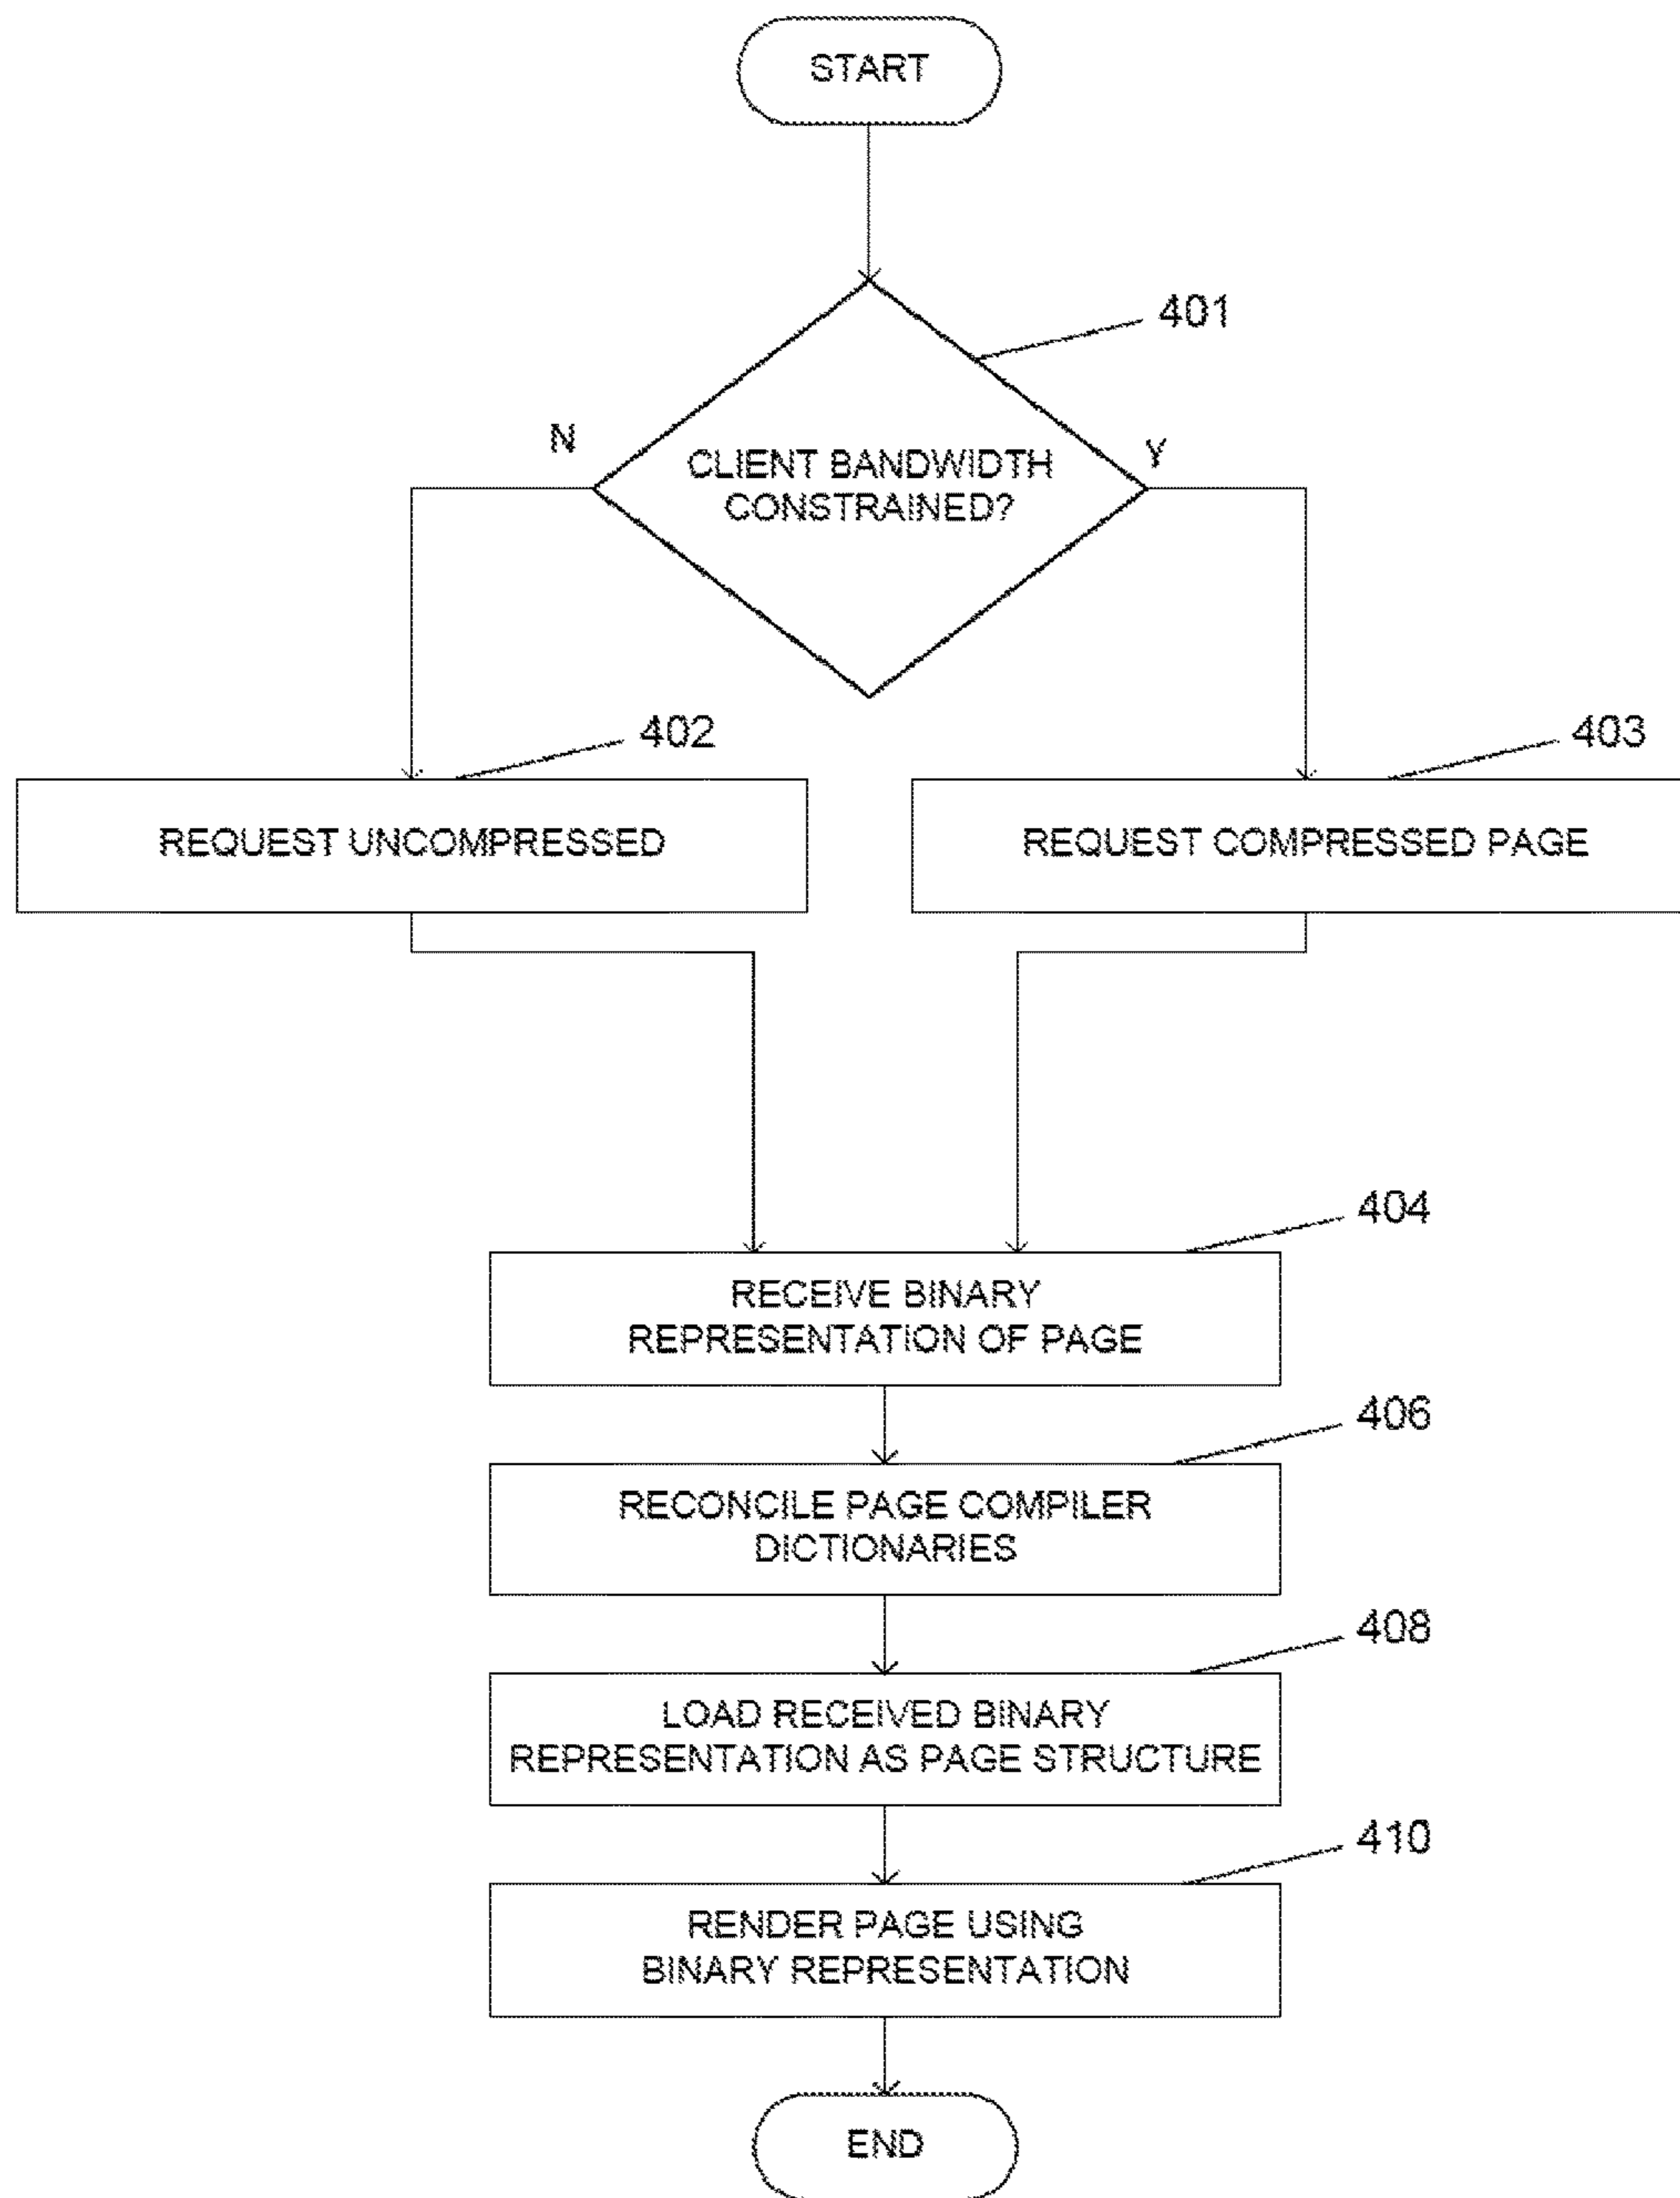 START
401
N
Y
CLIENT BANDWIDTH
CONSTRAINED?
402
403
REQUEST UNCOMPRESSED
REQUEST COMPRESSED PAGE
404
RECEIVE BINARY
REPRESENTATION OF PAGE
406
RECONCILE PAGE COMPILER
DICTIONARIES
408
LOAD RECEIVED BINARY
REPRESENTATION AS PAGE STRUCTURE
410
RENDER PAGE USING
BINARY REPRESENTATION
END